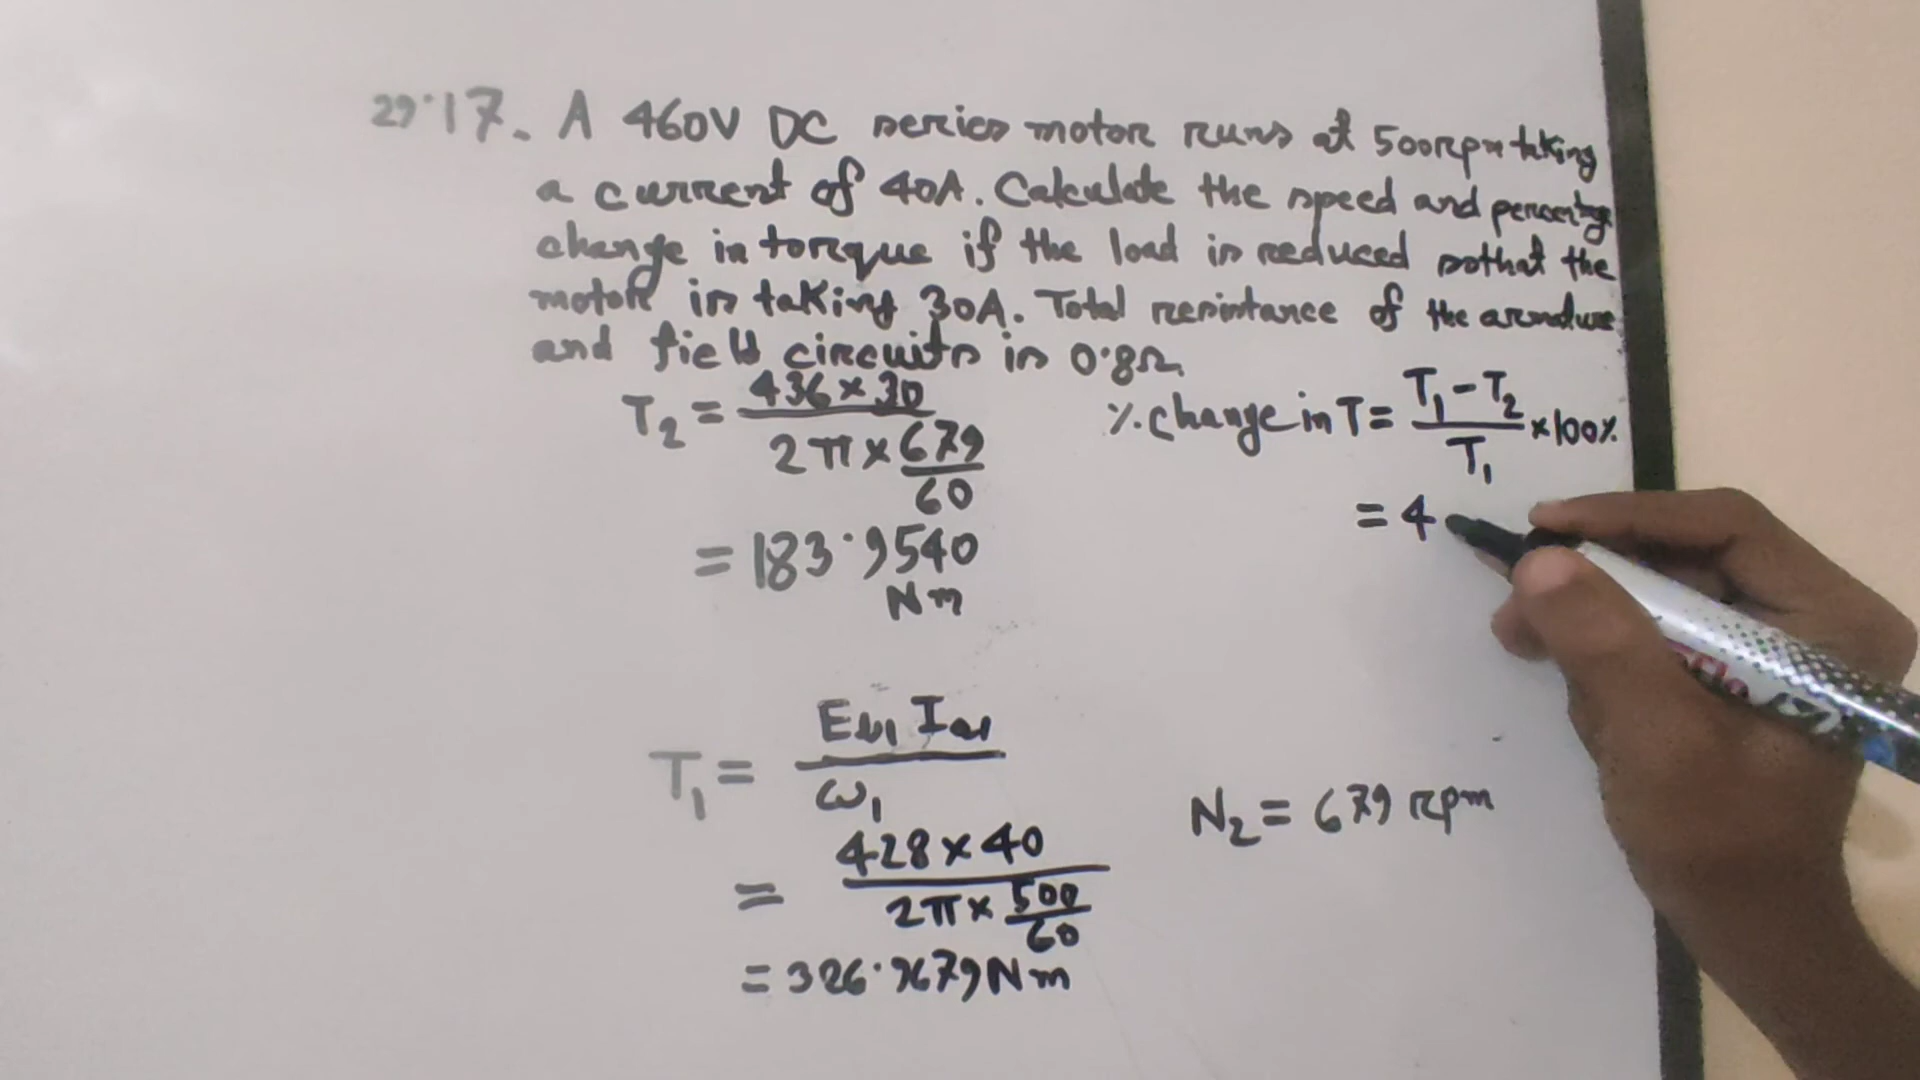 29.17. A 460V DC series motor runs at 500rpm taking
a current of 40A. Calculate the speed and percentage
change in torque if the load is reduced so that the
motor is taking 30A. Total resistance of the armature
and field circuits is 0.8Ω.
T₂ = 436 × 30 / 2π × 679/60
= 183.9540 Nm
% change in T = T₁ - T₂ / T₁ × 100%
= 4
T₁ = Eb₁ Ia₁ / ω₁
= 428 × 40 / 2π × 500/60
= 326.9679 Nm
N₂ = 679 rpm